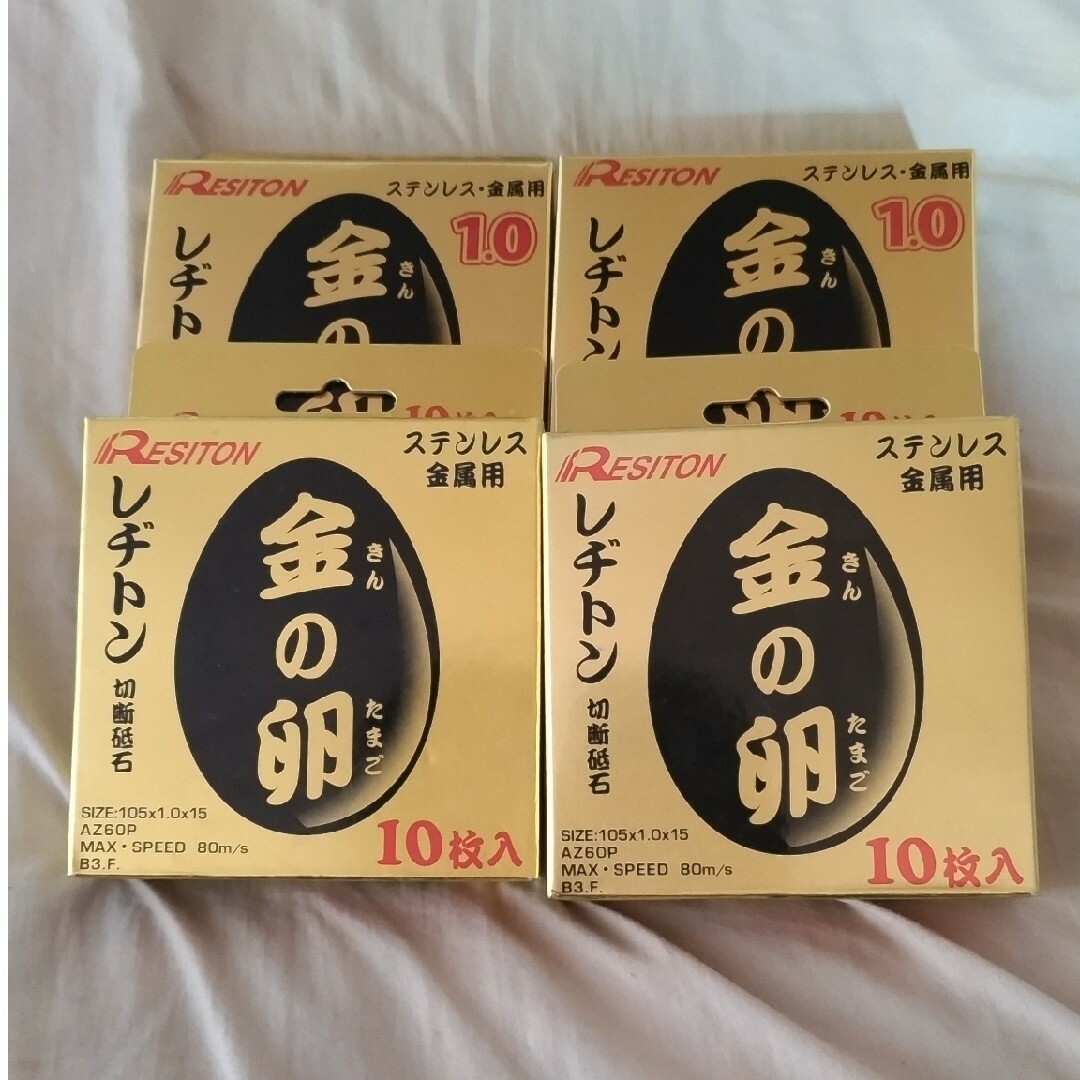 RESITON
ステンレス・金属用
1.0
レヂト
金の
きん
10枚入
RESITON
ステンレス・金属用
1.0
レヂトン
金の
きん
RESITON
ステンレス
金属用
レヂトン
切断砥石
金の卵
きん
たまご
SIZE:105x1.0x15
AZ60P
MAX・SPEED 80m/s
B3.F.
10枚入
RESITON
ステンレス
金属用
レヂトン
切断砥石
金の卵
きん
たまご
SIZE:105x1.0x15
AZ60P
MAX・SPEED 80m/s
B3.F.
10枚入